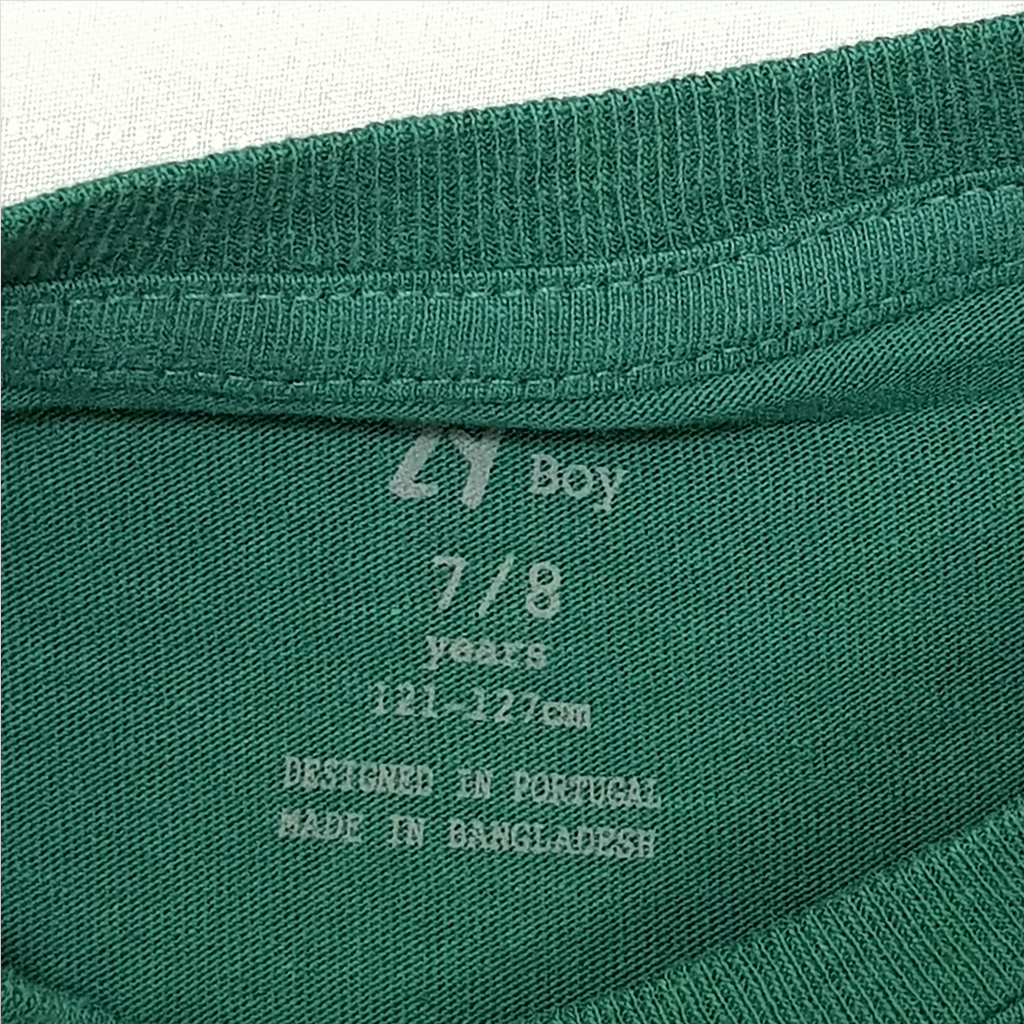 Boy
7/8
years
121-127cm
DESIGNED IN PORTUGAL
MADE IN BANGLADESH